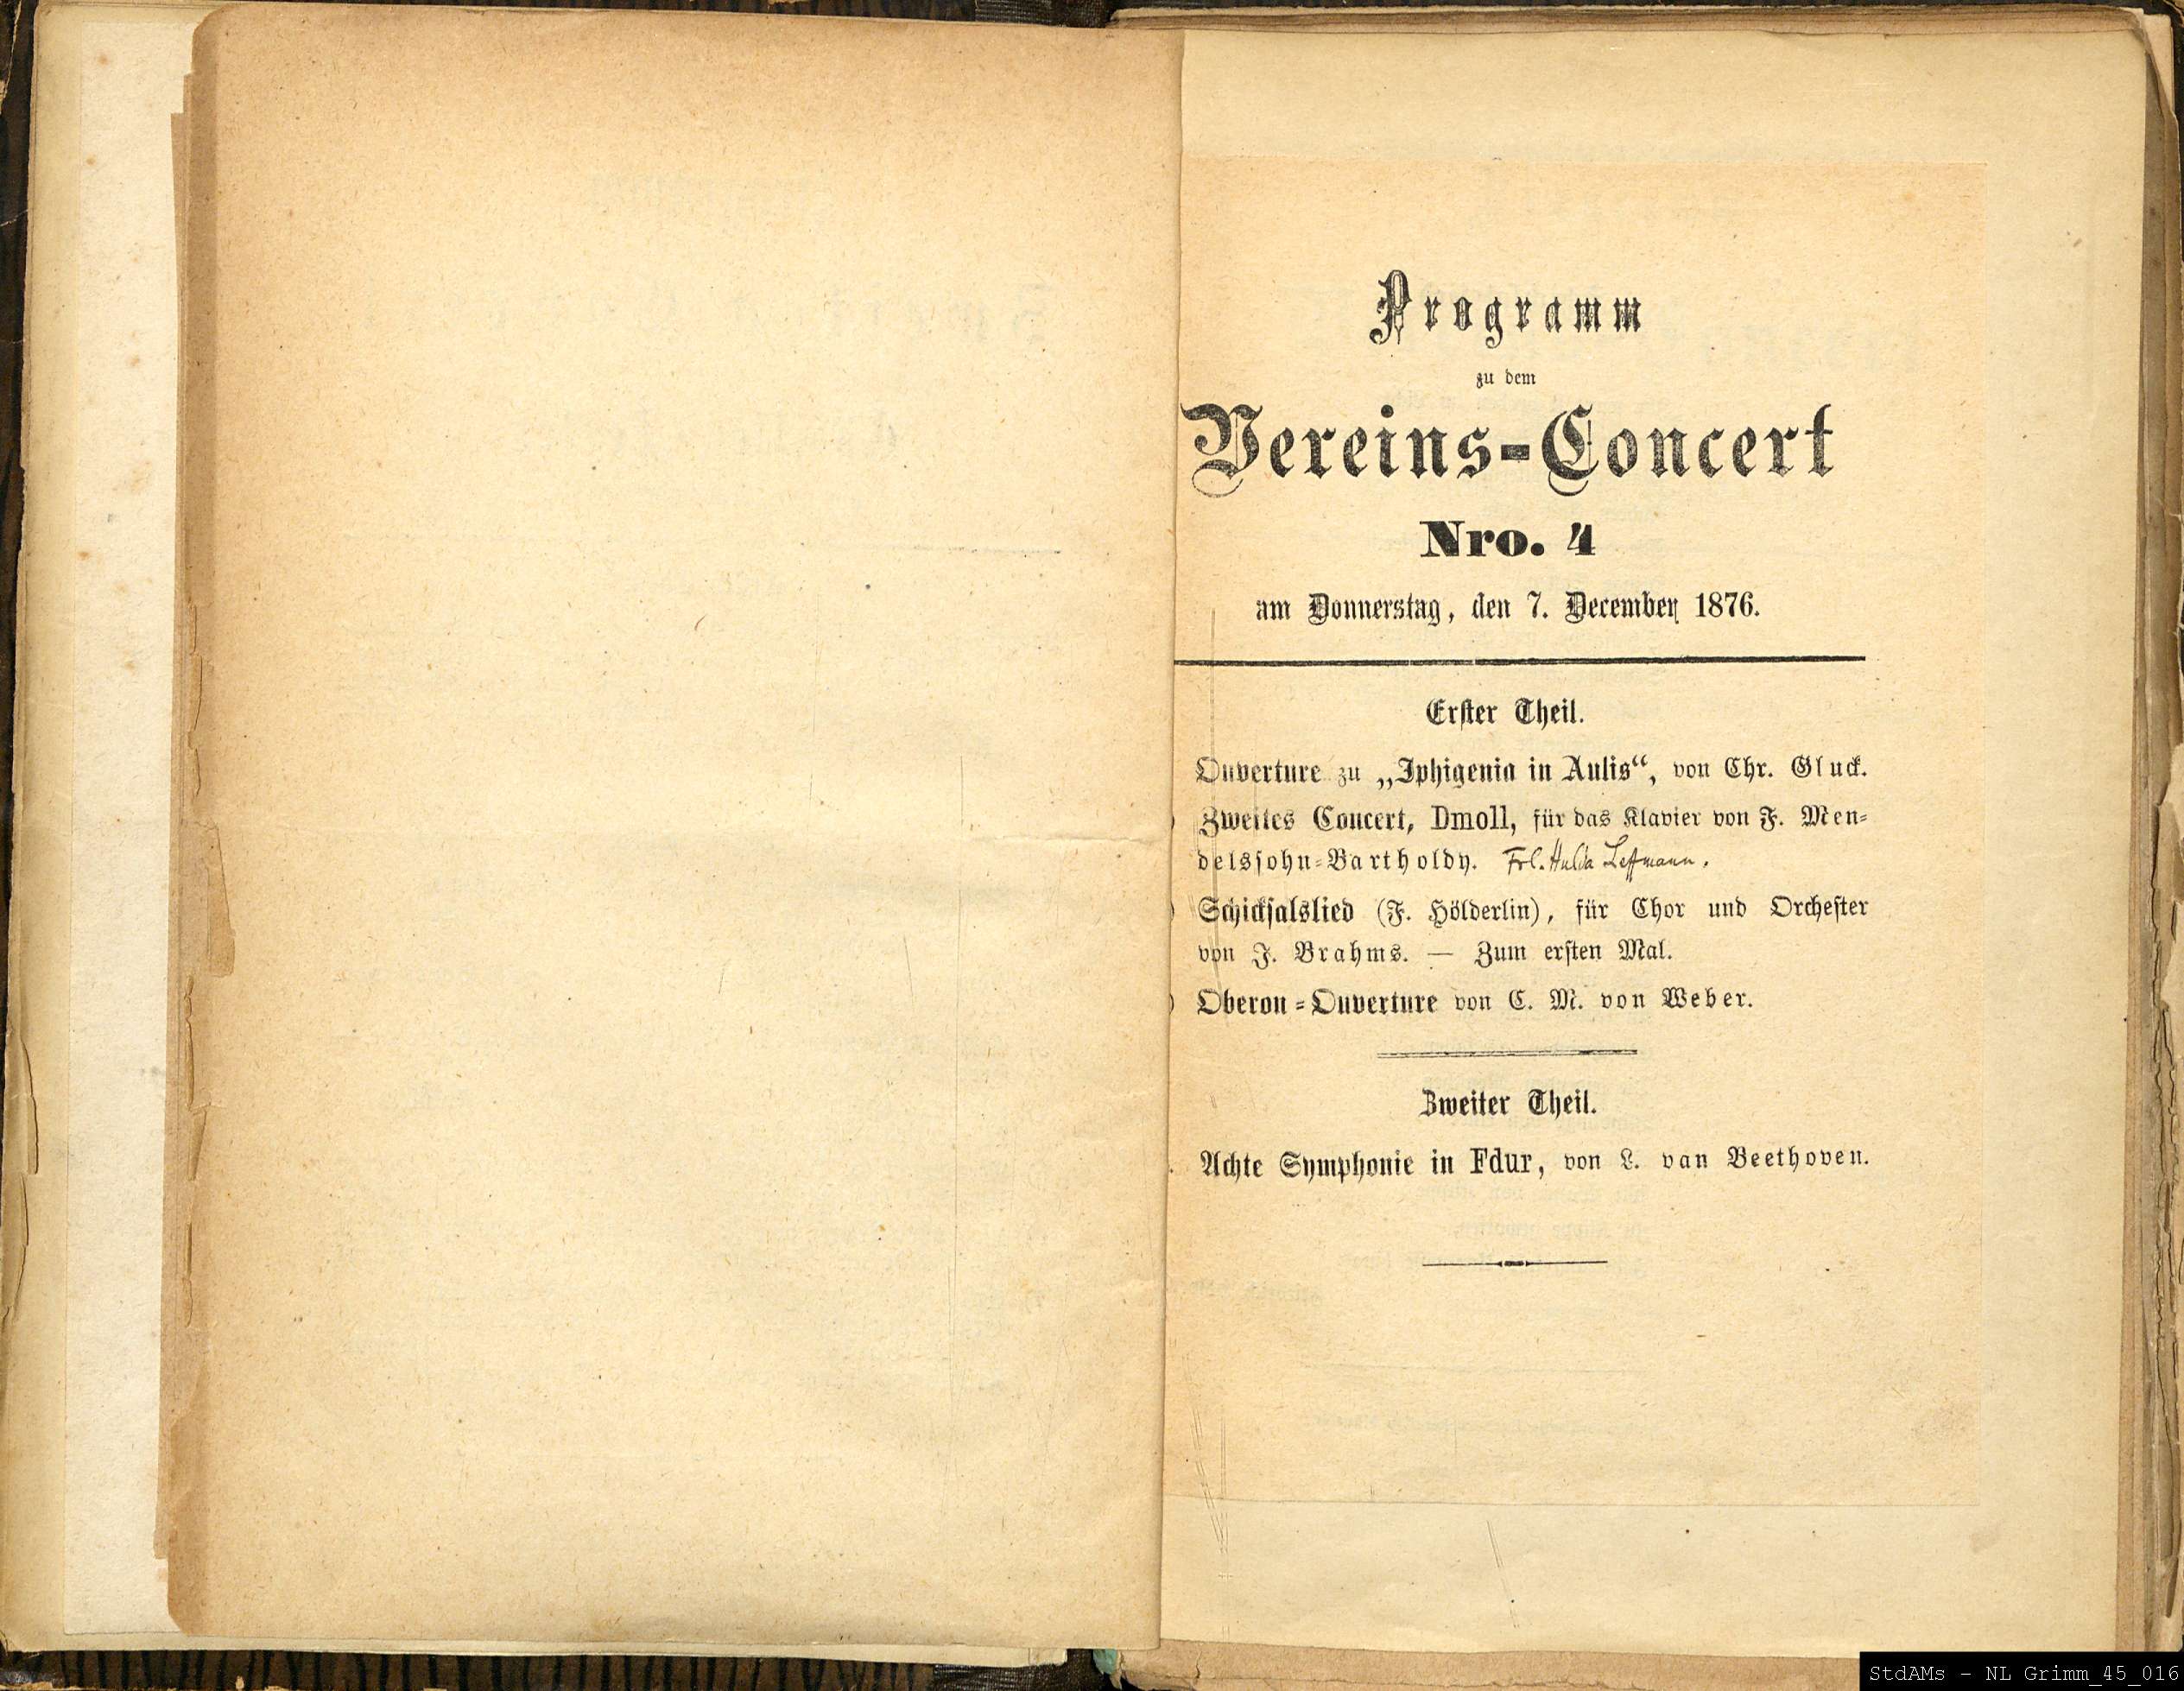 Programm
zu dem
Vereins-Concert
Nro. 4
am Donnerstag, den 7. December 1876.
Erster Theil.
Ouverture zu „Iphigenia in Aulis“, von Chr. Gluck.
) Zweites Concert, Dmoll, für das Klavier von F. Men-
delssohn-Bartholdy. Frl. Hulda Leffmann.
) Schicksalslied (F. Hölderlin), für Chor und Orchester
von J. Brahms. — Zum ersten Mal.
) Oberon-Ouverture von C. M. von Weber.
Zweiter Theil.
Achte Symphonie in Fdur, von L. van Beethoven.
StdAMs - NL Grimm_45_016